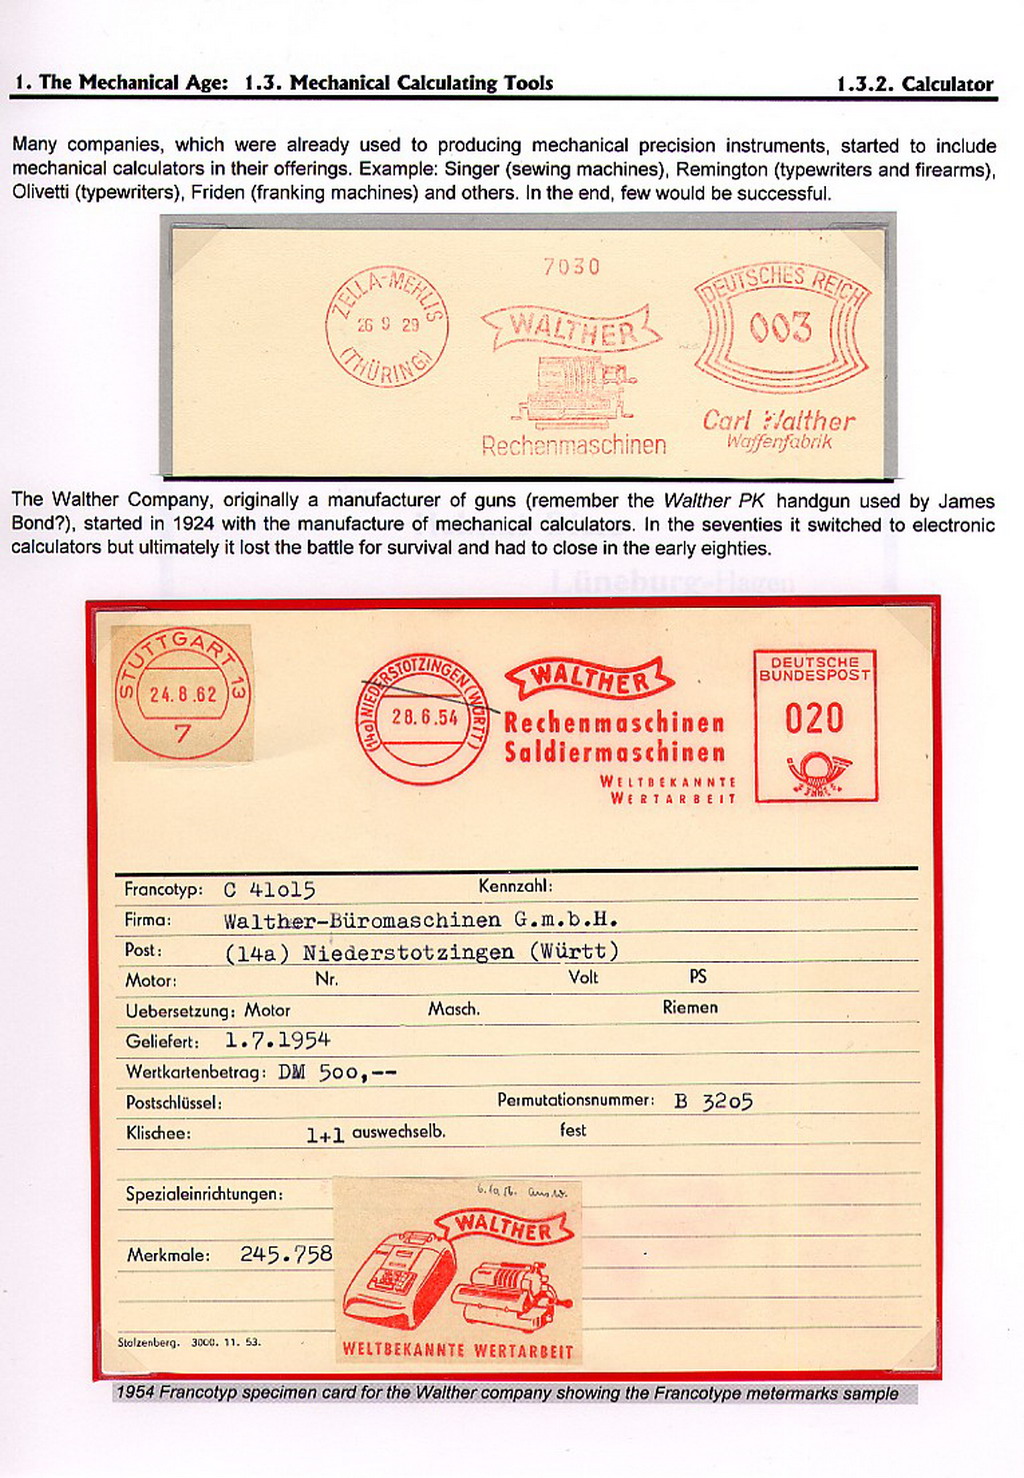 1. The Mechanical Age: 1.3. Mechanical Calculating Tools 1.3.2. Calculator
Many companies, which were already used to producing mechanical precision instruments, started to include
mechanical calculators in their offerings. Example: Singer (sewing machines), Remington (typewriters and firearms),
Olivetti (typewriters), Friden (franking machines) and others. In the end, few would be successful.
7030
ZELLA-MEHLIS
26 9 29
(THÜRING)
WALTHER
Rechenmaschinen
DEUTSCHES REICH
003
Carl Walther
Waffenfabrik
The Walther Company, originally a manufacturer of guns (remember the Walther PK handgun used by James
Bond?), started in 1924 with the manufacture of mechanical calculators. In the seventies it switched to electronic
calculators but ultimately it lost the battle for survival and had to close in the early eighties.
Lüneburg-Hagen
STUTTGART 13
24.8.62
7
(14a) NIEDERSTOTZINGEN (WÜRTT)
28.6.54
WALTHER
Rechenmaschinen
Saldiermaschinen
WELTBEKANNTE
WERTARBEIT
DEUTSCHE
BUNDESPOST
020
Francotyp: C 41015 Kennzahl:
Firma: Walther-Büromaschinen G.m.b.H.
Post: (14a) Niederstotzingen (Württ)
Motor: Nr. Volt PS
Uebersetzung: Motor Masch. Riemen
Geliefert: 1.7.1954
Wertkartenbetrag: DM 500,--
Postschlüssel: Permutationsnummer: B 3205
Klischee: 1+1 auswechselb. fest
Spezialeinrichtungen:
Merkmale: 245.758
WALTHER
WELTBEKANNTE WERTARBEIT
Stolzenberg. 3000. 11. 53.
1954 Francotyp specimen card for the Walther company showing the Francotype metermarks sample